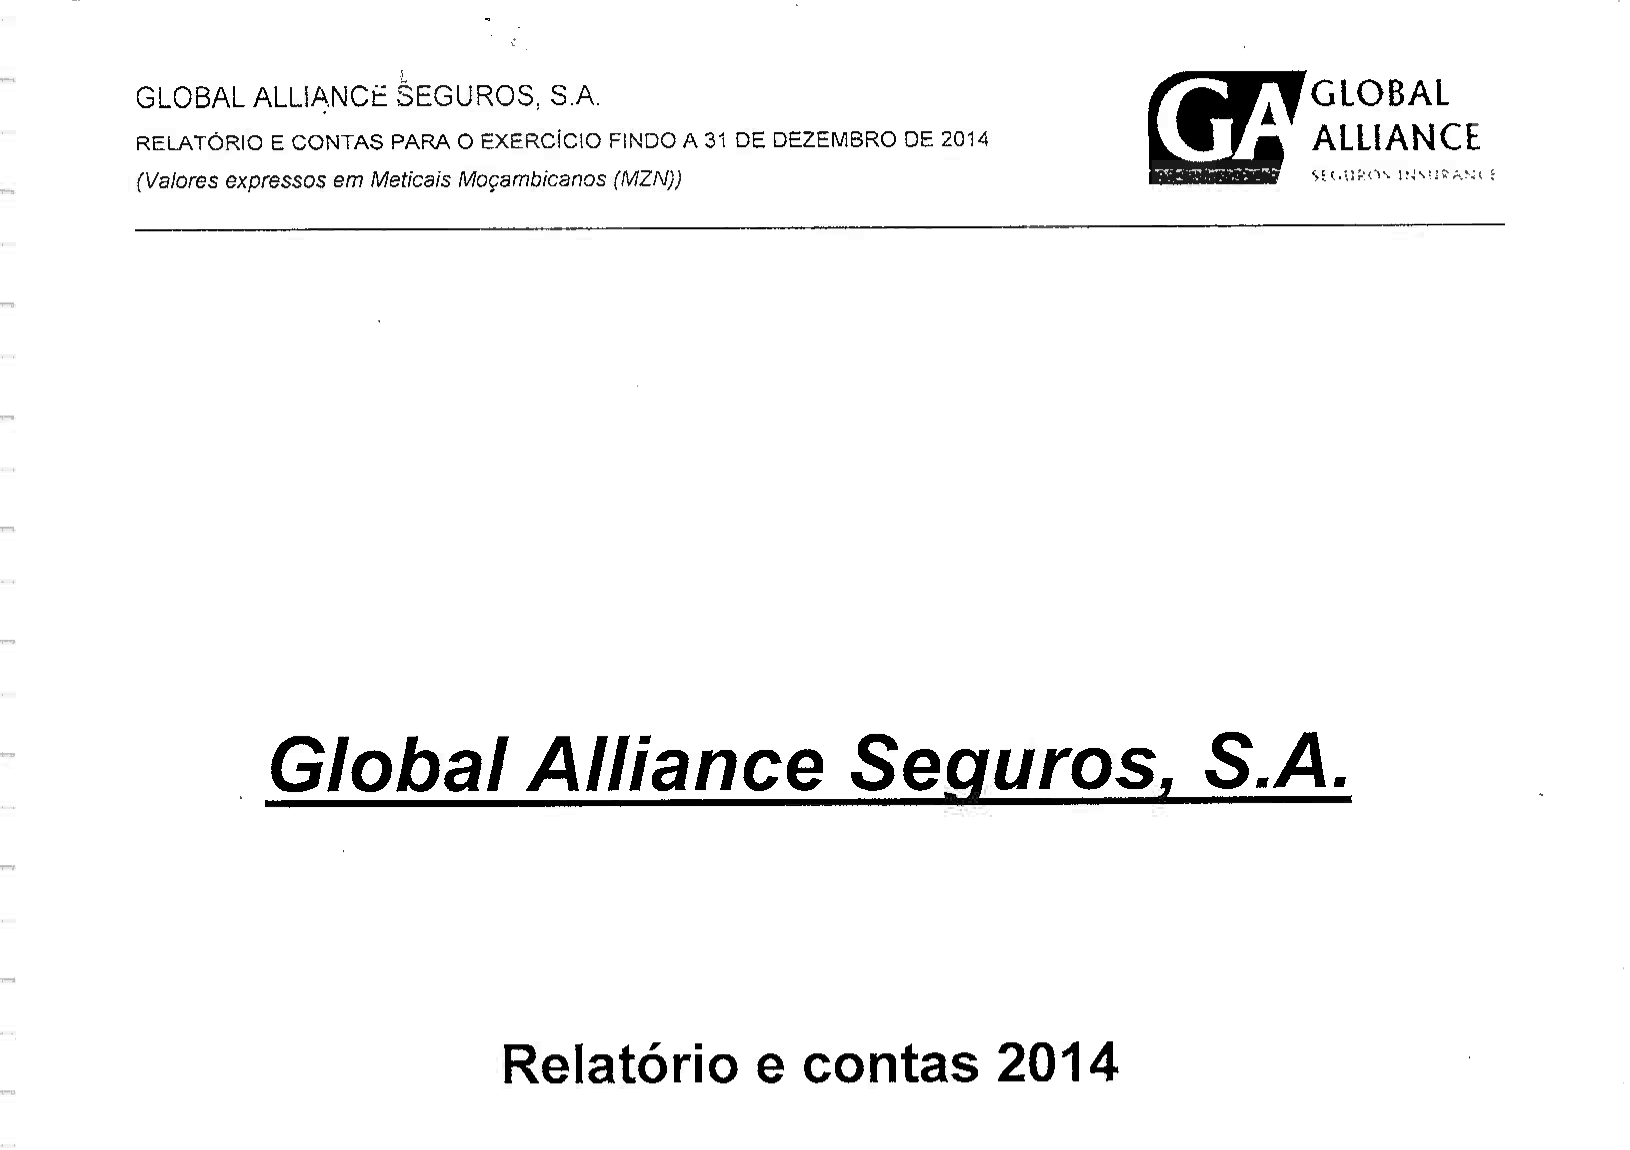 GLOBAL ALLIANCE SEGUROS, S.A.
RELATÓRIO E CONTAS PARA O EXERCÍCIO FINDO A 31 DE DEZEMBRO DE 2014
(Valores expressos em Meticais Moçambicanos (MZN))
GA GLOBAL
ALLIANCE
SEGUROS INSURANCE
Global Alliance Seguros, S.A.
Relatório e contas 2014